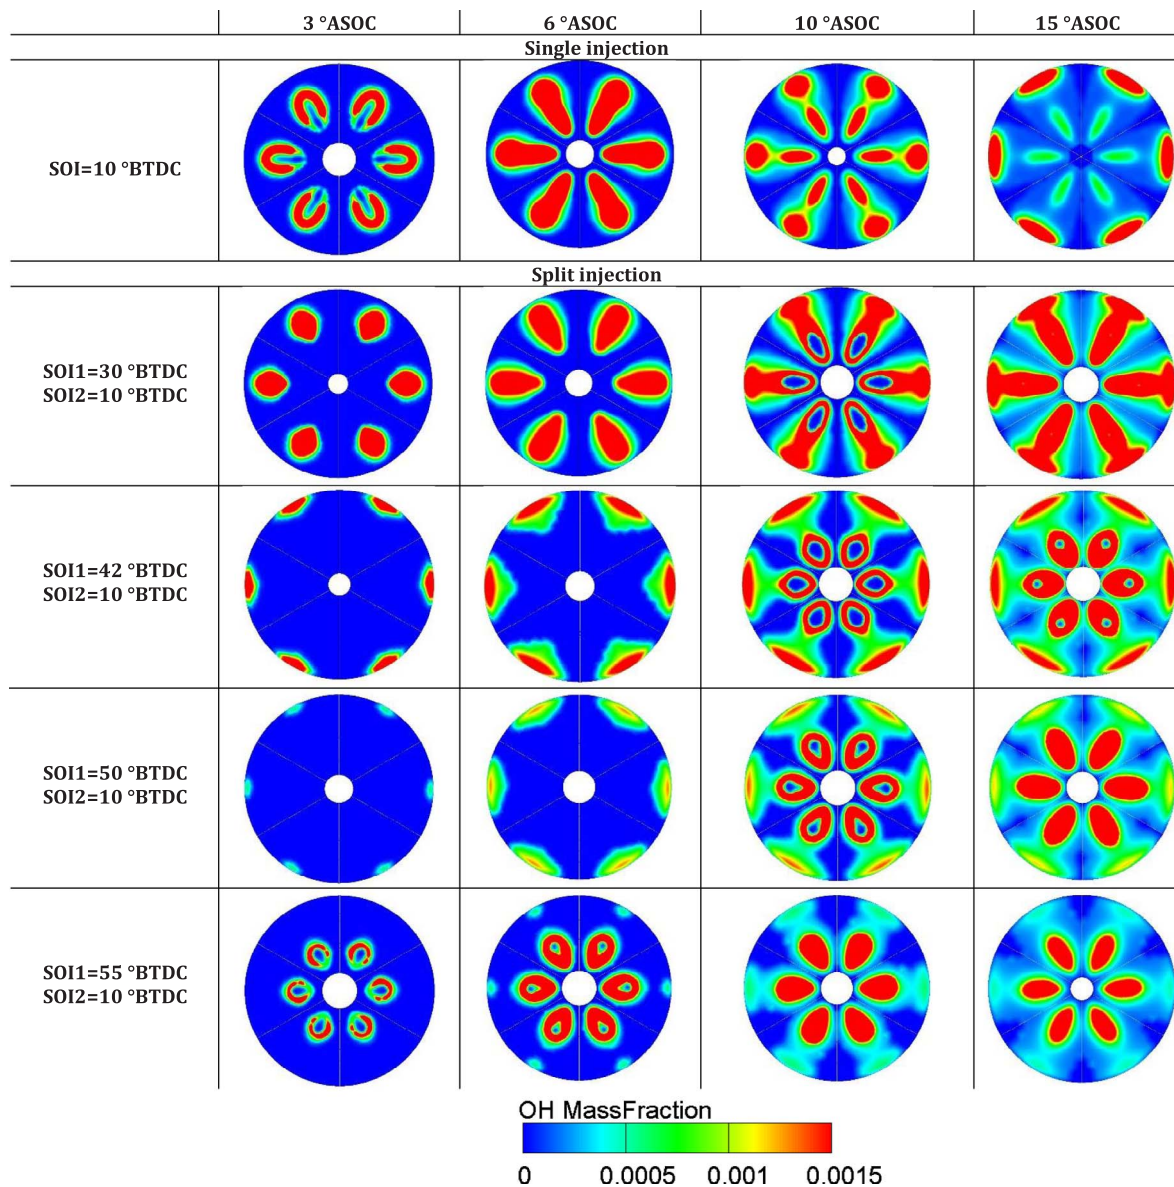 3 °ASOC 6 °ASOC 10 °ASOC 15 °ASOC
Single injection
SOI=10 °BTDC
Split injection
SOI1=30 °BTDC
SOI2=10 °BTDC
SOI1=42 °BTDC
SOI2=10 °BTDC
SOI1=50 °BTDC
SOI2=10 °BTDC
SOI1=55 °BTDC
SOI2=10 °BTDC
OH MassFraction
0 0.0005 0.001 0.0015